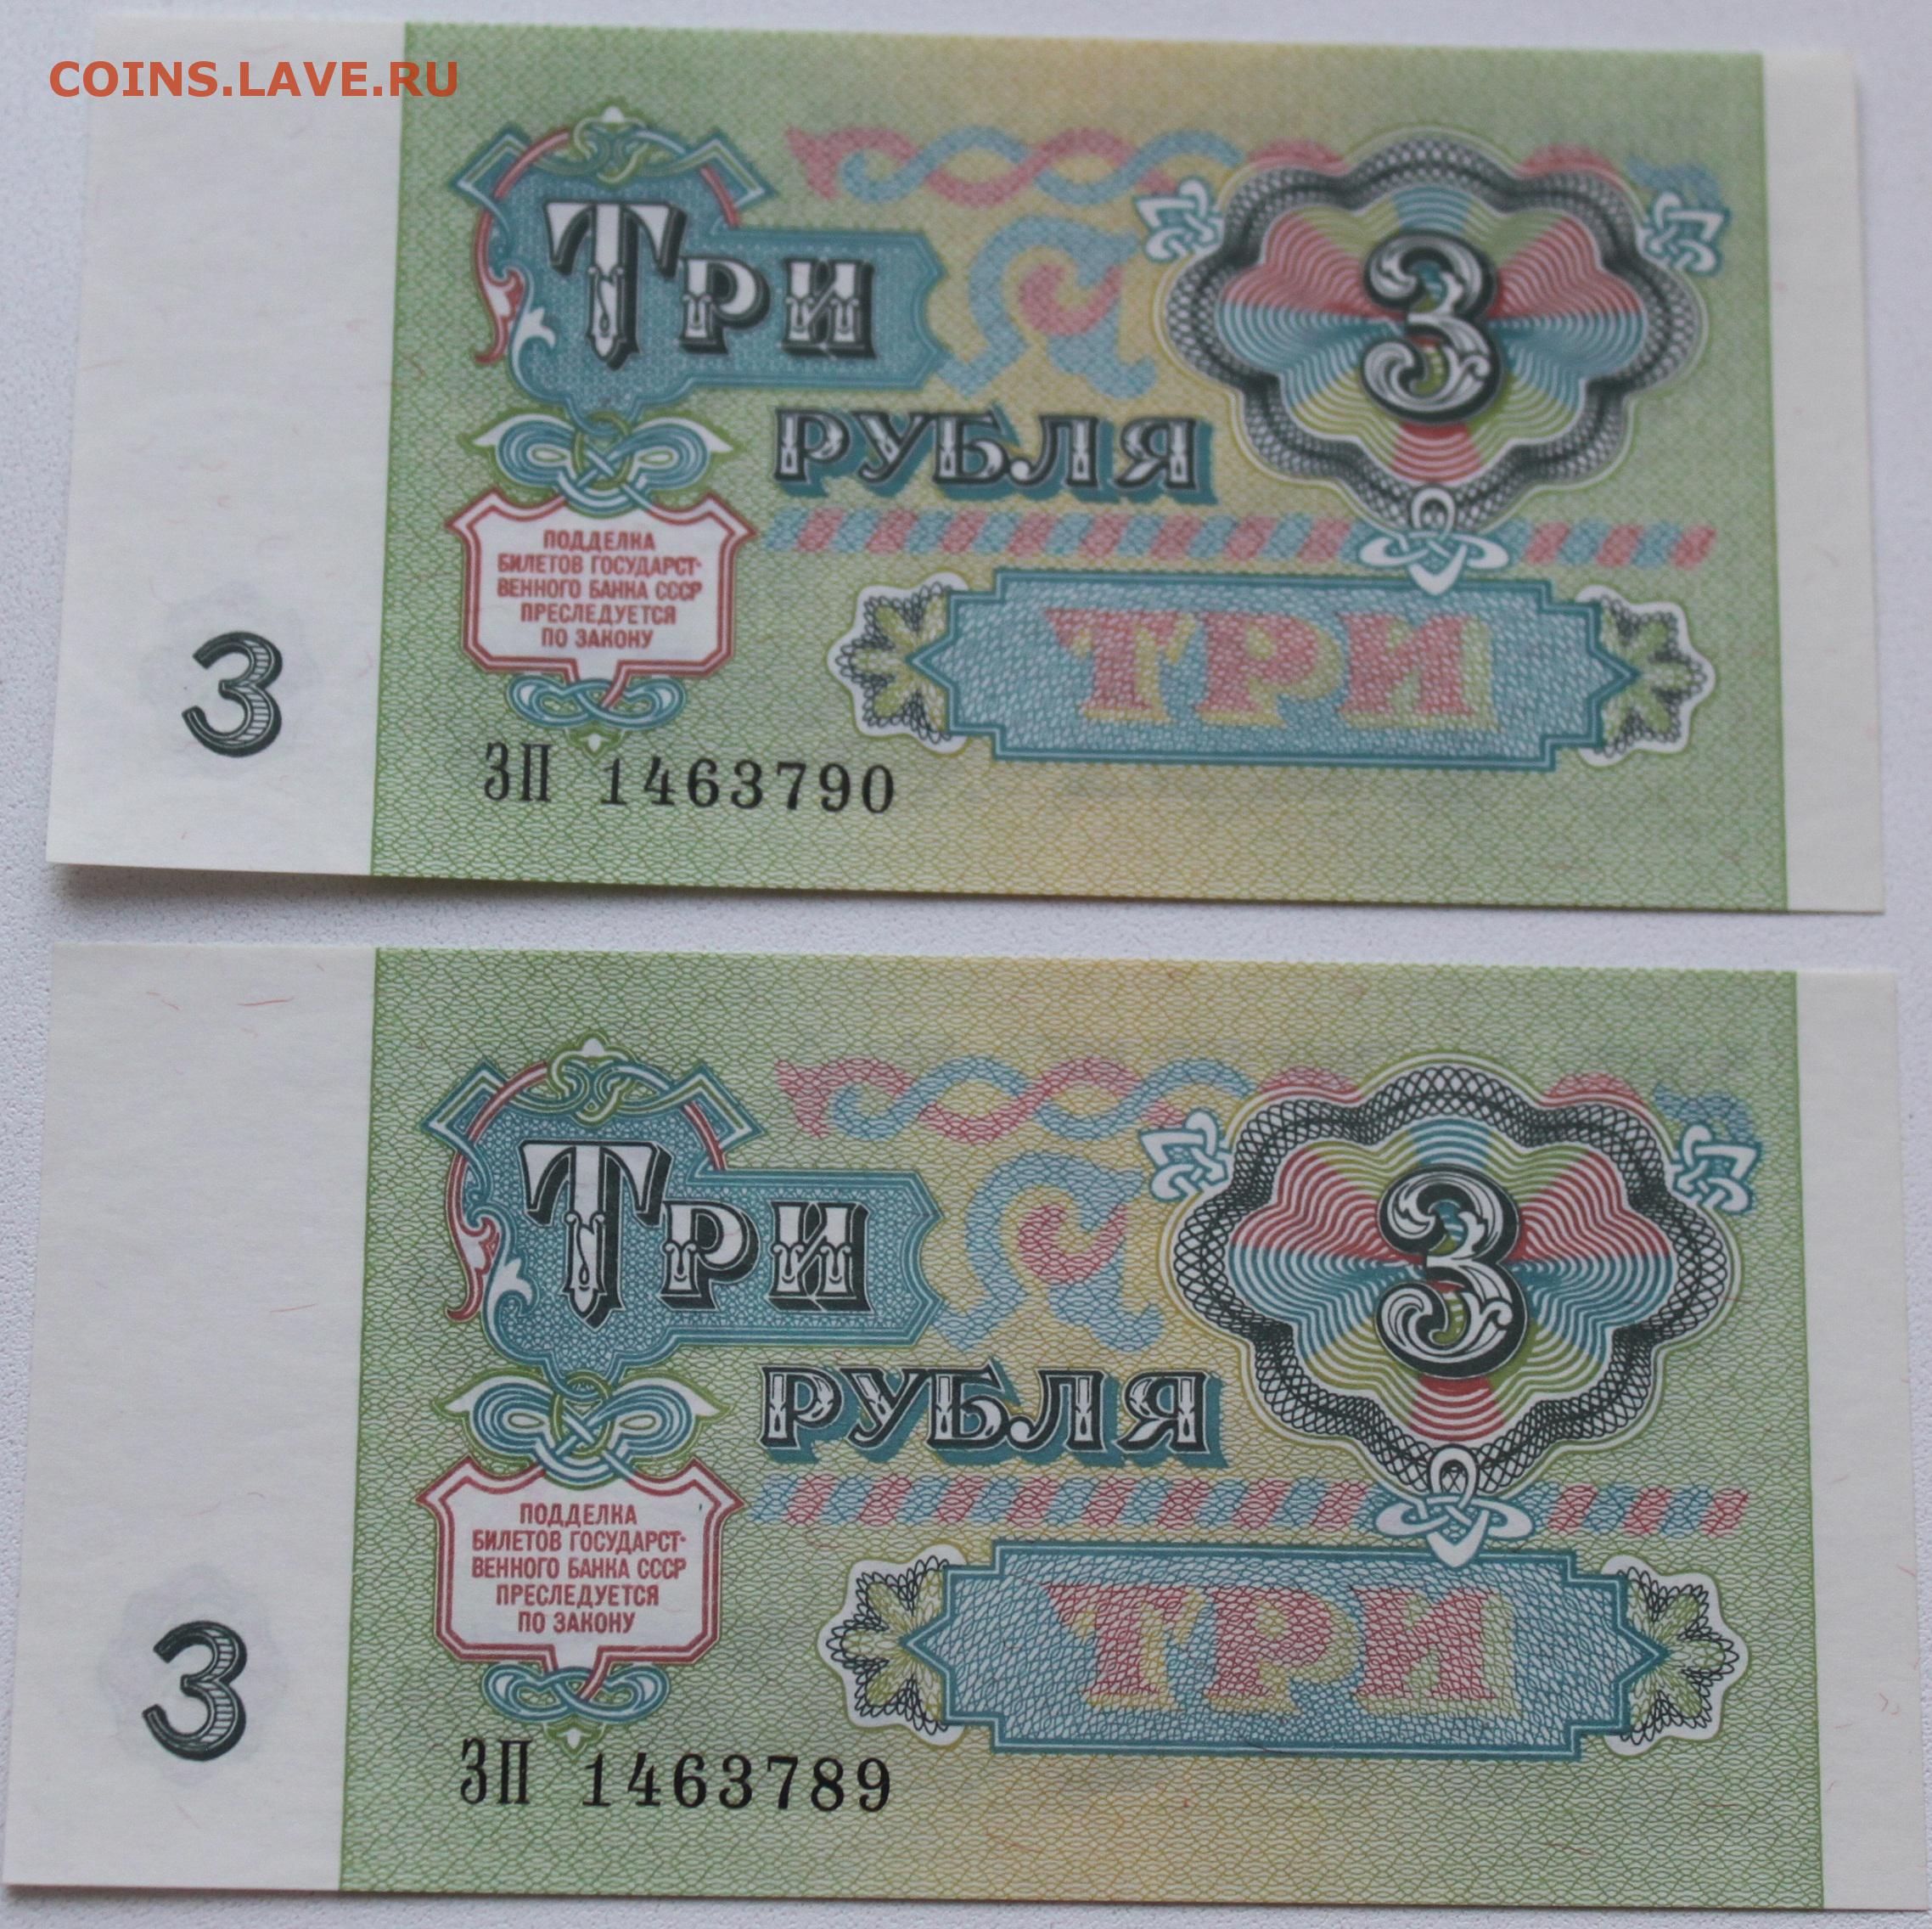 COINS.LAVE.RU
ТРИ
3
РУБЛЯ
ПОДДЕЛКА
БИЛЕТОВ ГОСУДАРСТ-
ВЕННОГО БАНКА СССР
ПРЕСЛЕДУЕТСЯ
ПО ЗАКОНУ
ТРИ
3
ЗП 1463790
ТРИ
3
РУБЛЯ
ПОДДЕЛКА
БИЛЕТОВ ГОСУДАРСТ-
ВЕННОГО БАНКА СССР
ПРЕСЛЕДУЕТСЯ
ПО ЗАКОНУ
ТРИ
3
ЗП 1463789